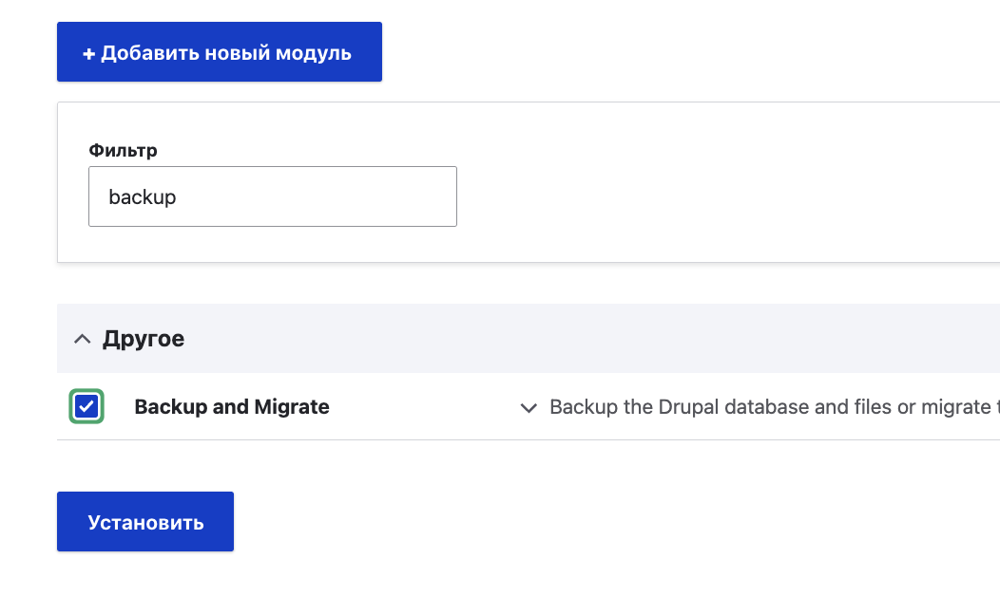 + Добавить новый модуль
Фильтр
backup
Другое
Backup and Migrate
Backup the Drupal database and files or migrate
Установить